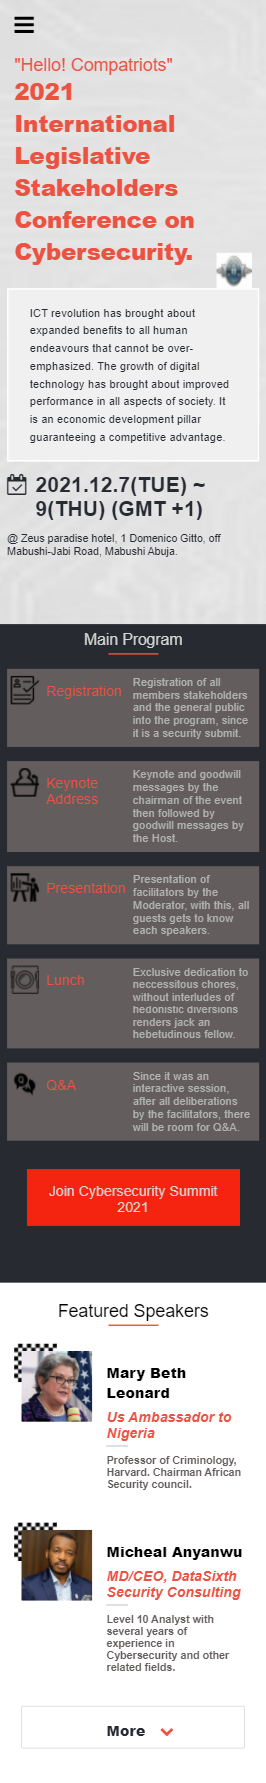 "Hello! Compatriots"
2021
International
Legislative
Stakeholders
Conference on
Cybersecurity.
ICT revolution has brought about
expanded benefits to all human
endeavours that cannot be over-
emphasized. The growth of digital
technology has brought about improved
performance in all aspects of society. It
is an economic development pillar
guaranteeing a competitive advantage.
2021.12.7(TUE) ~
9(THU) (GMT +1)
@ Zeus paradise hotel, 1 Domenico Gitto, off
Mabushi-Jabi Road, Mabushi Abuja.
Main Program
Registration
Registration of all
members stakeholders
and the general public
into the program, since
it is a security submit.
Keynote
Address
Keynote and goodwill
messages by the
chairman of the event
then followed by
goodwill messages by
the Host.
Presentation
Presentation of
facilitators by the
Moderator, with this, all
guests gets to know
each speakers.
Lunch
Exclusive dedication to
neccessitous chores,
without interludes of
hedonistic diversions
renders jack an
hebetudinous fellow.
Q&A
Since it was an
interactive session,
after all deliberations
by the facilitators, there
will be room for Q&A.
Join Cybersecurity Summit
2021
Featured Speakers
Mary Beth
Leonard
Us Ambassador to
Nigeria
Professor of Criminology,
Harvard. Chairman African
Security council.
Micheal Anyanwu
MD/CEO, DataSixth
Security Consulting
Level 10 Analyst with
several years of
experience in
Cybersecurity and other
related fields.
More